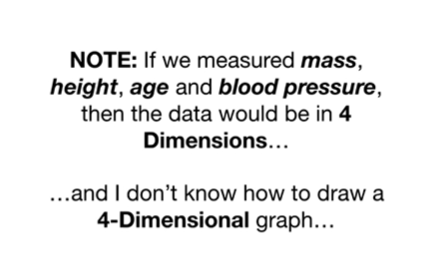 NOTE: If we measured mass,
height, age and blood pressure,
then the data would be in 4
Dimensions…
…and I don't know how to draw a
4-Dimensional graph…